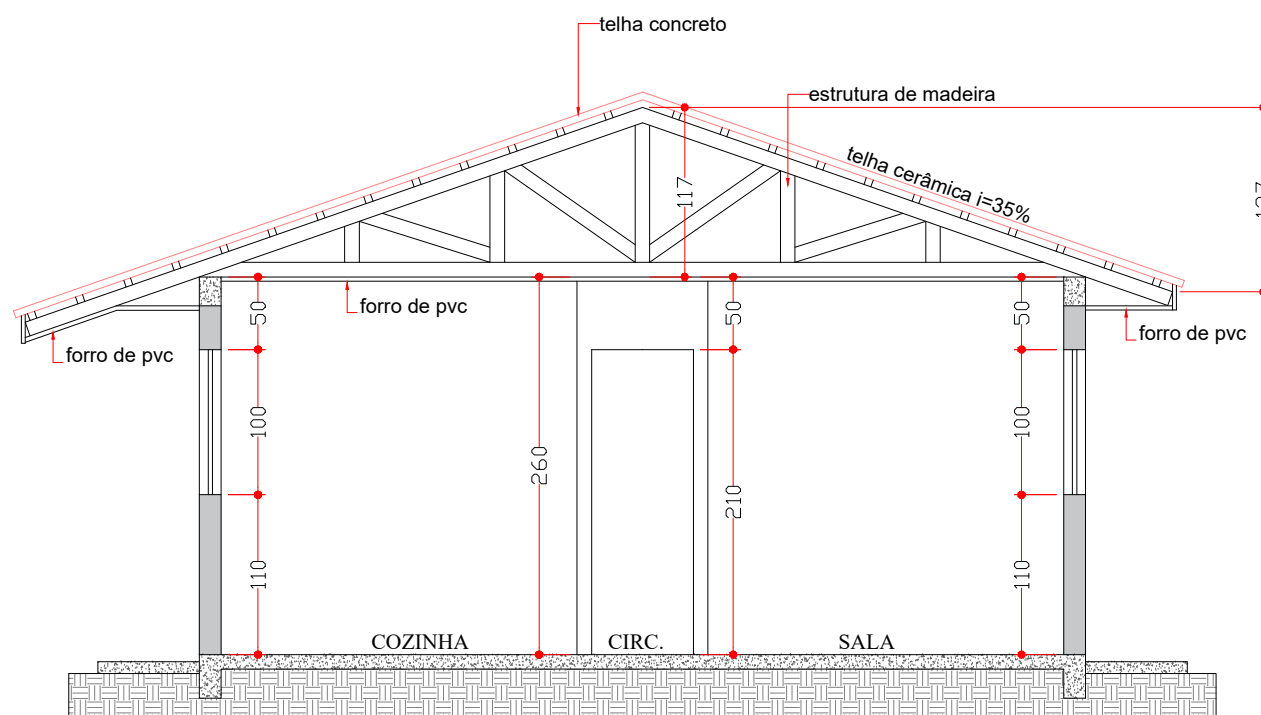 telha concreto
estrutura de madeira
telha cerâmica i=35%
117
forro de pvc
forro de pvc
forro de pvc
50
50
50
100
100
260
210
110
110
COZINHA
CIRC.
SALA